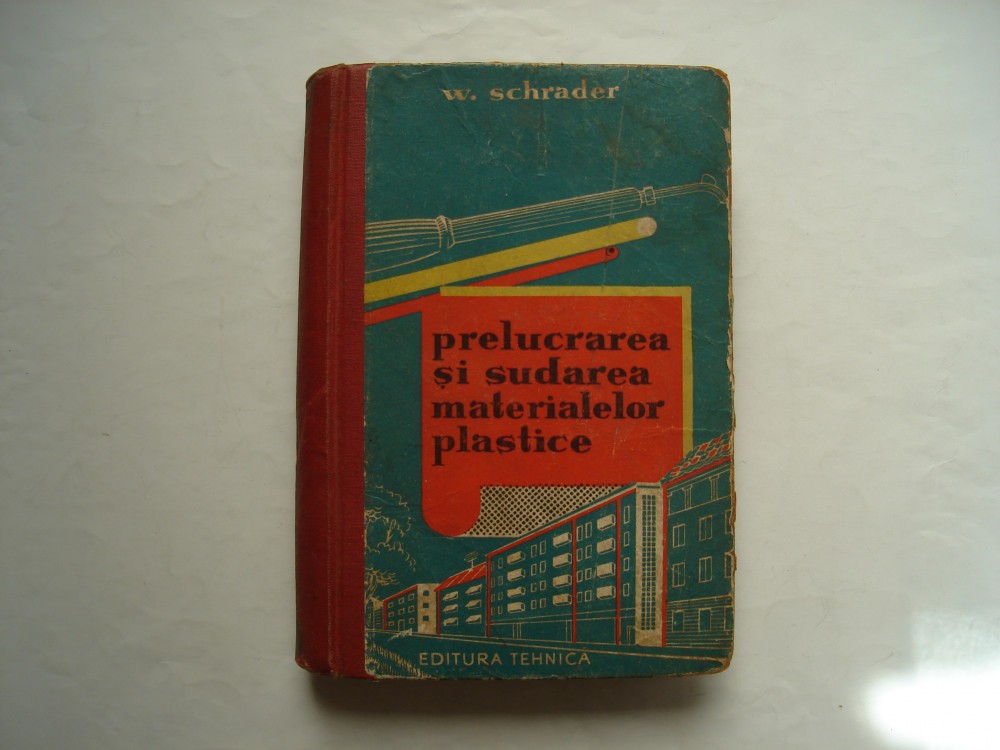 w. schrader
prelucrarea
și sudarea
materialelor
plastice
EDITURA TEHNICA